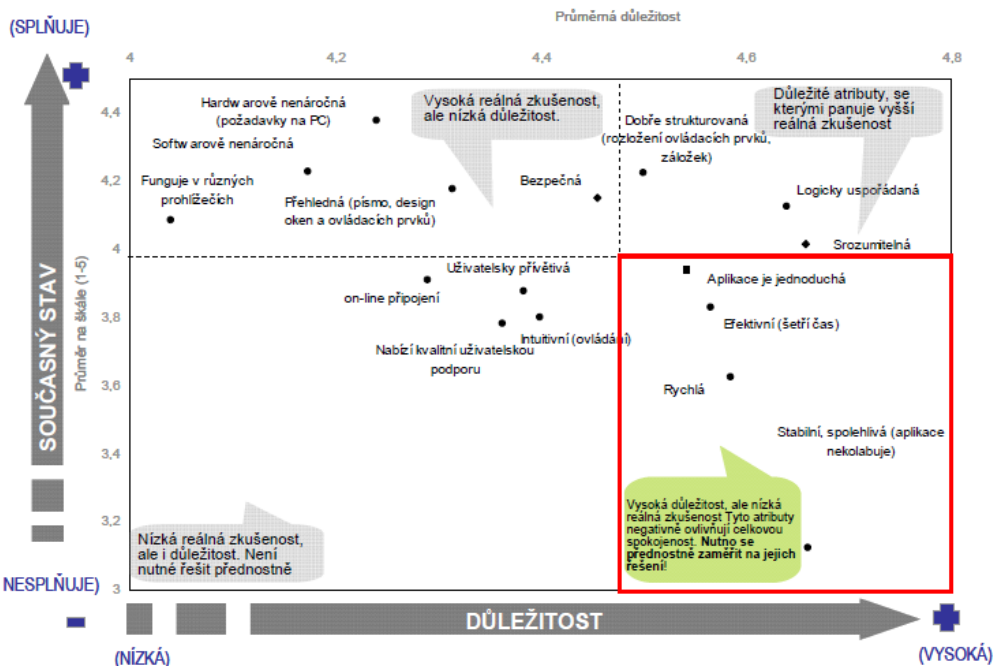 Průměrná důležitost
(SPLŇUJE)
4
4,2
4,4
4,6
4,8
4,4
4,2
4
3,8
3,6
3,4
3,2
3
SOUČASNÝ STAV
Průměr na škále (1-5)
Hardwarově nenáročná
(požadavky na PC)
Softwarově nenáročná
Funguje v různých
prohlížečích
Přehledná (písmo, design
oken a ovládacích prvků)
Vysoká reálná zkušenost,
ale nízká důležitost.
Bezpečná
Dobře strukturovaná
(rozložení ovládacích prvků,
záložek)
Důležité atributy, se
kterými panuje vyšší
reálná zkušenost
Logicky uspořádaná
Srozumitelná
Uživatelsky přívětivá
on-line připojení
Intuitivní (ovládání)
Nabízí kvalitní uživatelskou
podporu
Aplikace je jednoduchá
Efektivní (šetří čas)
Rychlá
Stabilní, spolehlivá (aplikace
nekolabuje)
Nízká reálná zkušenost,
ale i důležitost. Není
nutné řešit přednostně
Vysoká důležitost, ale nízká
reálná zkušenost Tyto atributy
negativně ovlivňují celkovou
spokojenost. Nutno se
přednostně zaměřit na jejich
řešení!
NESPLŇUJE)
DŮLEŽITOST
(NÍZKÁ)
(VYSOKÁ)